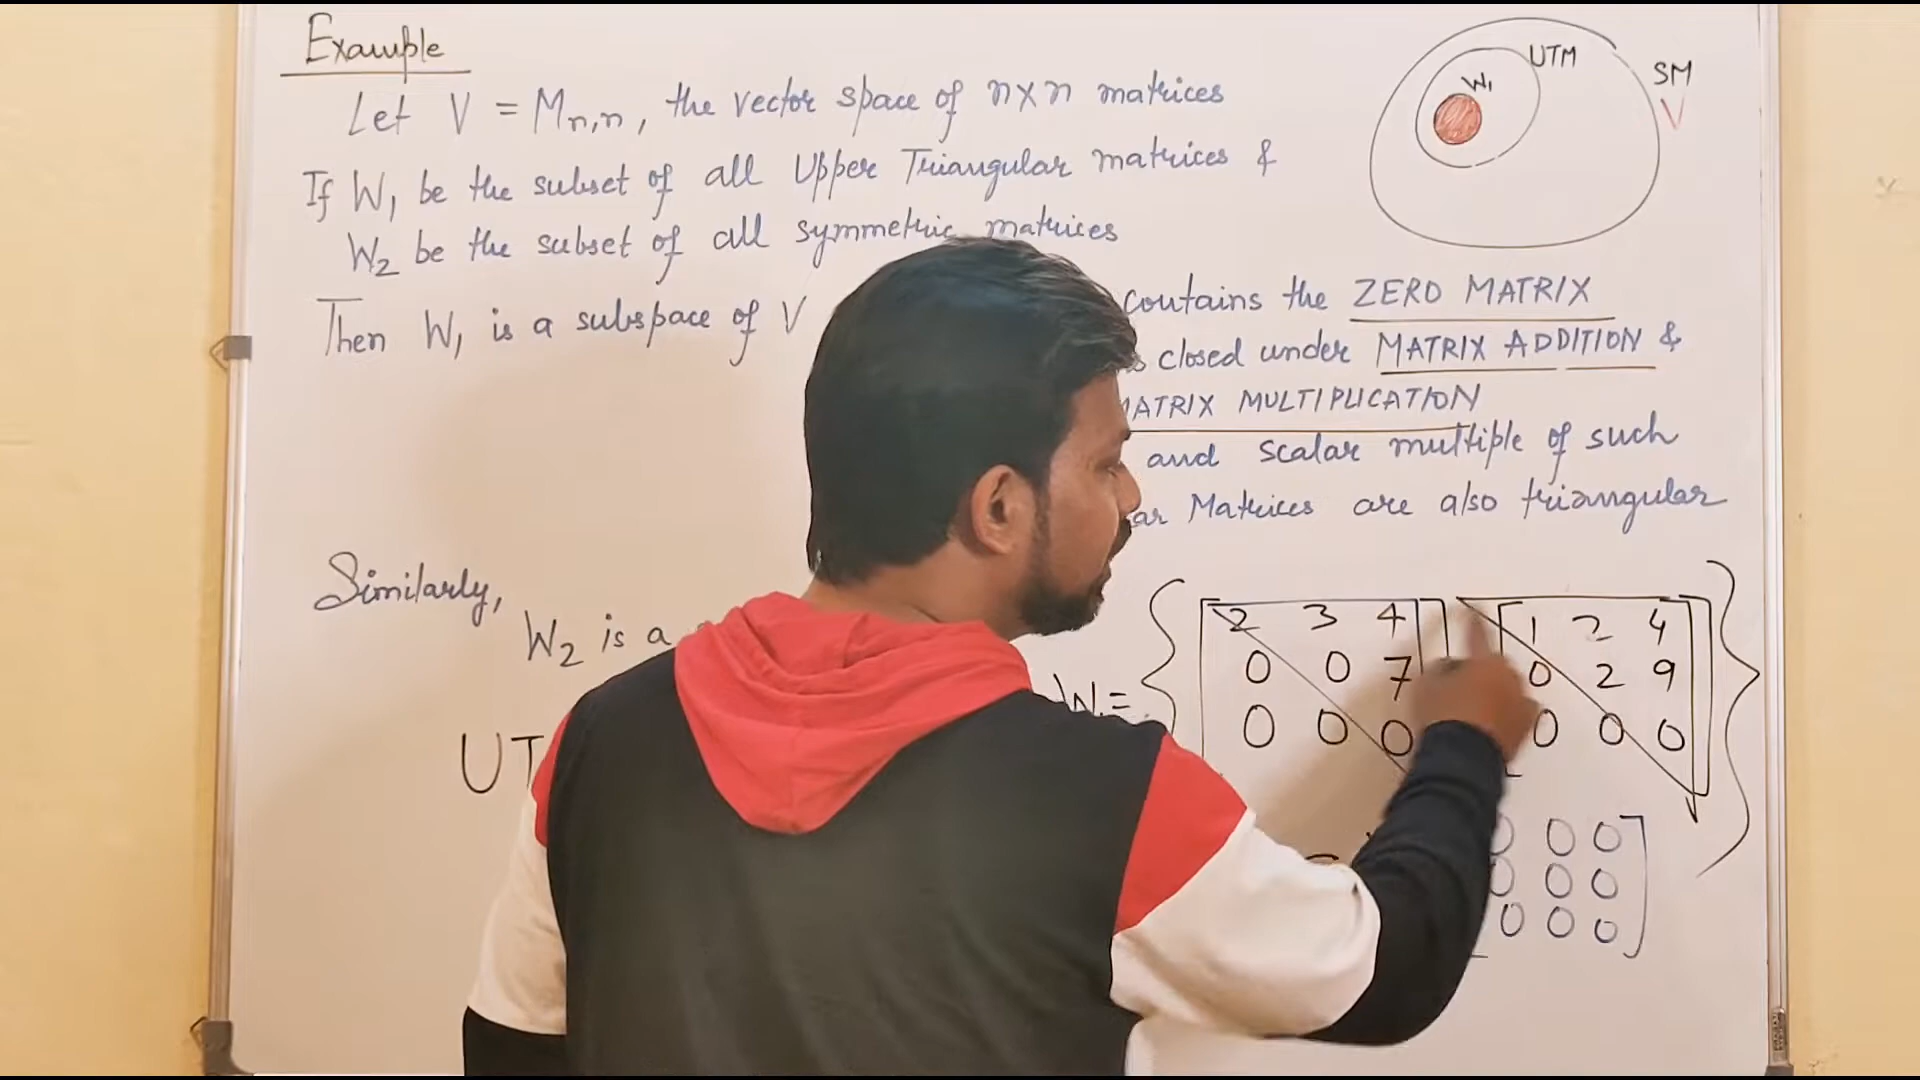 Example
Let V = Mn,n, the vector space of n×n matrices
If W1 be the subset of all Upper Triangular matrices &
W2 be the subset of all symmetric matrices
Then W1 is a subspace of V
contains the ZERO MATRIX
closed under MATRIX ADDITION &
MATRIX MULTIPLICATION
and scalar multiple of such
Matrices are also triangular
Similarly,
W2 is a
UT
W1 =
2 3 4
0 0 7
0 0 0
1 2 4
0 2 9
0 0 0
0 0 0
0 0 0
0 0 0
W1
UTM
SM
V